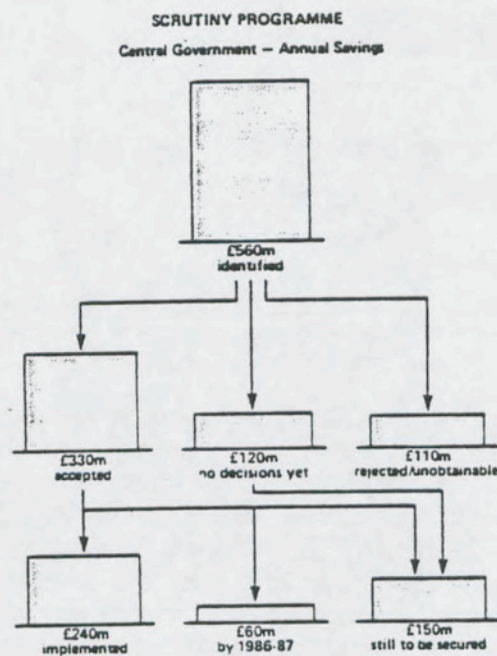 SCRUTINY PROGRAMME
Central Government — Annual Savings
£560m
identified
£330m
accepted
£120m
no decisions yet
£110m
rejected/unobtainable
£240m
implemented
£60m
by 1986-87
£150m
still to be secured